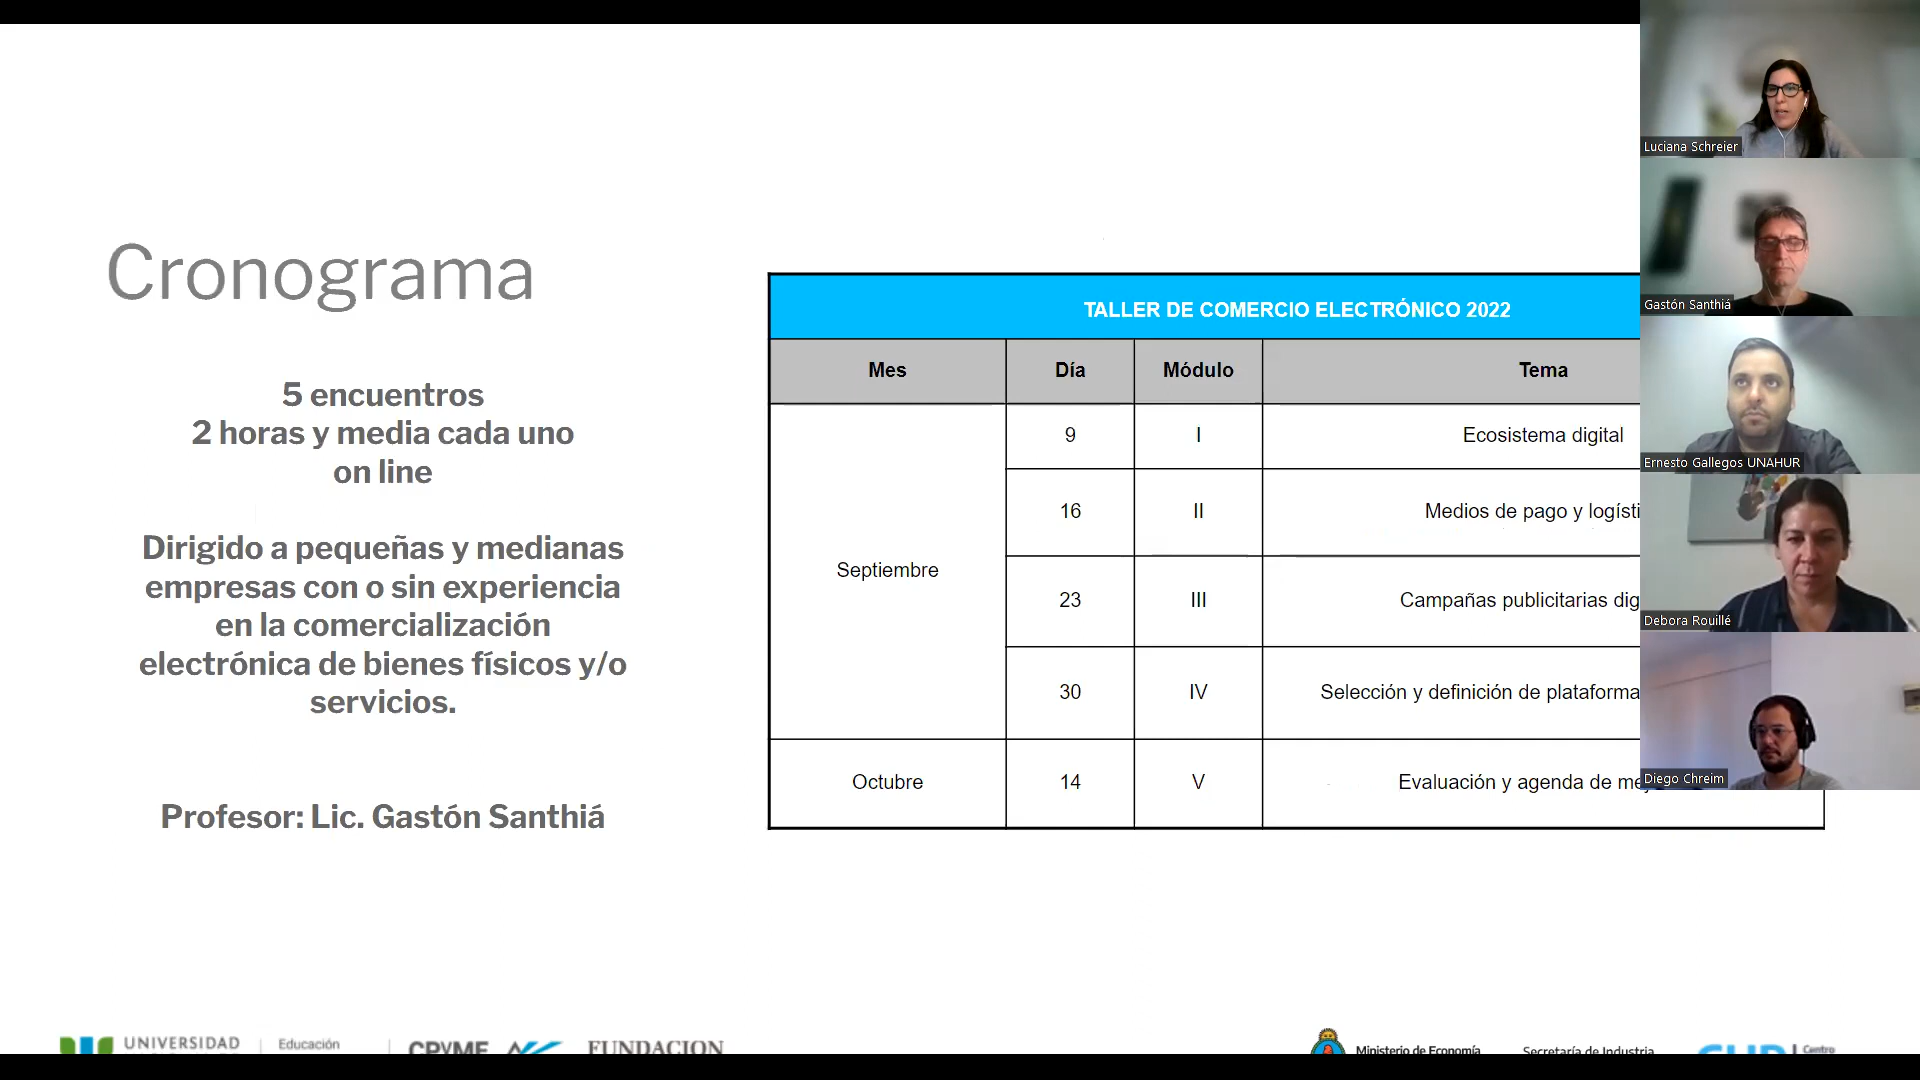 Cronograma
5 encuentros
2 horas y media cada uno
on line
Dirigido a pequeñas y medianas
empresas con o sin experiencia
en la comercialización
electrónica de bienes físicos y/o
servicios.
Profesor: Lic. Gastón Santhiá
TALLER DE COMERCIO ELECTRÓNICO 2022
Mes Día Módulo Tema
Septiembre
9 I Ecosistema digital
16 II Medios de pago y logísti
23 III Campañas publicitarias dig
30 IV Selección y definición de plataforma
Octubre 14 V Evaluación y agenda de me
Luciana Schreier
Gastón Santhiá
Ernesto Gallegos UNAHUR
Debora Rouillé
Diego Chreim
UNIVERSIDAD
Educación
CPYME
FUNDACION
Ministerio de Economía
Secretaría de Industria
Centro